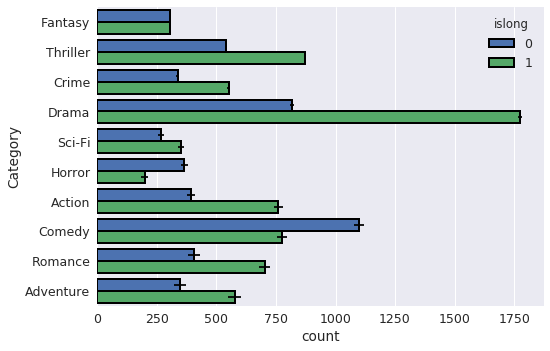 Fantasy
Thriller
Crime
Drama
Sci-Fi
Horror
Action
Comedy
Romance
Adventure
Category
islong
0
1
0 250 500 750 1000 1250 1500 1750
count